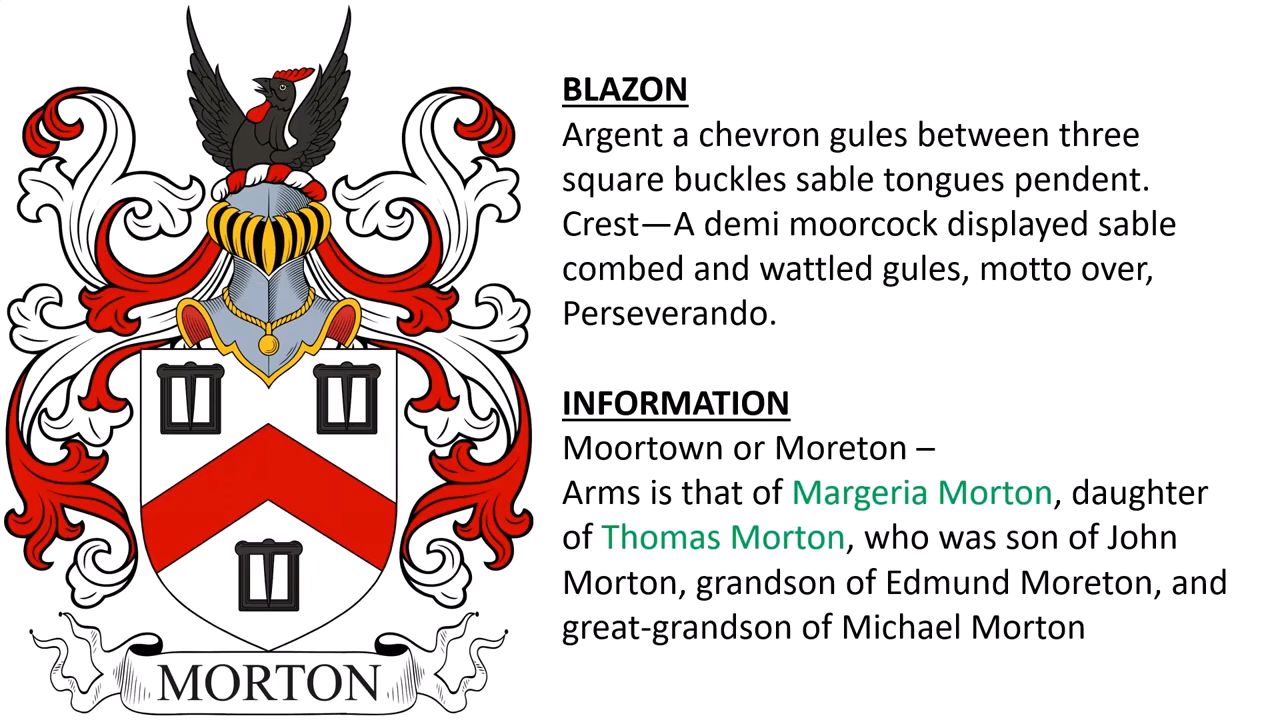 BLAZON
Argent a chevron gules between three
square buckles sable tongues pendent.
Crest—A demi moorcock displayed sable
combed and wattled gules, motto over,
Perseverando.
INFORMATION
Moortown or Moreton –
Arms is that of Margeria Morton, daughter
of Thomas Morton, who was son of John
Morton, grandson of Edmund Moreton, and
great-grandson of Michael Morton
MORTON